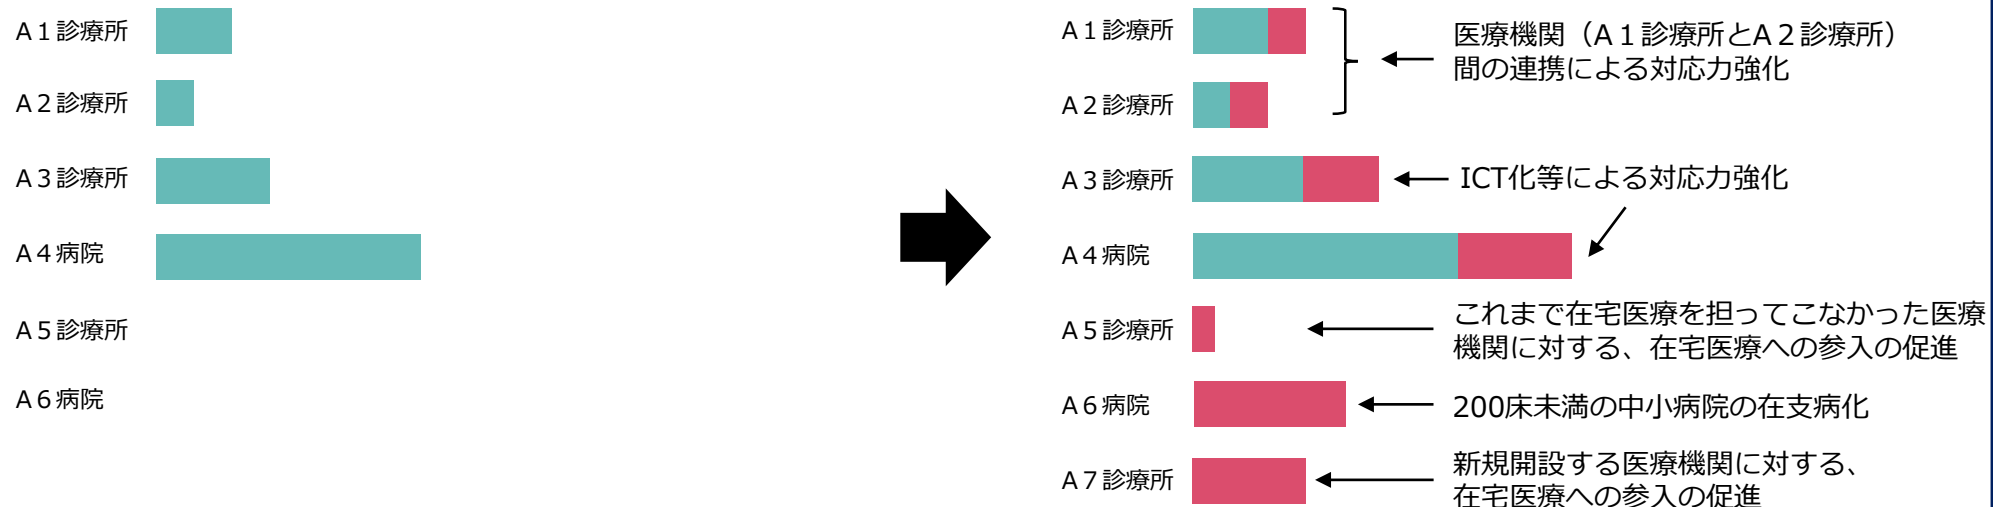 A1診療所
A2診療所
A3診療所
A4病院
A5診療所
A6病院
A1診療所
医療機関（A1診療所とA2診療所）
間の連携による対応力強化
A2診療所
A3診療所
ICT化等による対応力強化
A4病院
A5診療所
これまで在宅医療を担ってこなかった医療
機関に対する、在宅医療への参入の促進
A6病院
200床未満の中小病院の在支病化
A7診療所
新規開設する医療機関に対する、
在宅医療への参入の促進